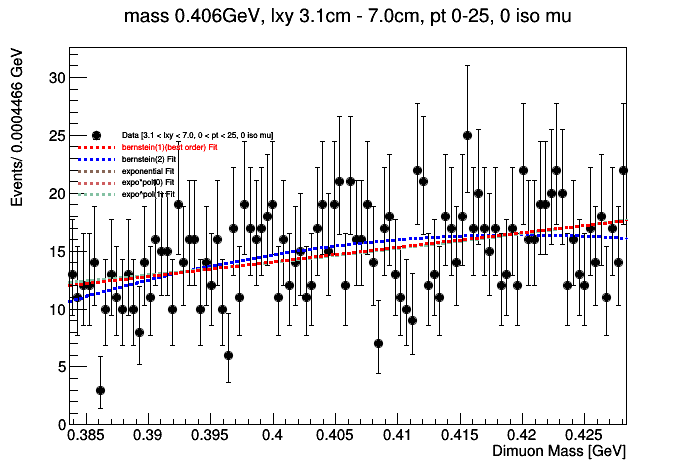 mass 0.406GeV, lxy 3.1cm - 7.0cm, pt 0-25, 0 iso mu
Events/ 0.0004466 GeV
30
25
20
15
10
5
0
Data [3.1 < lxy < 7.0, 0 < pt < 25, 0 iso mu]
bernstein(1)(best order) Fit
bernstein(2) Fit
exponential Fit
expo*pol(0) Fit
expo*pol(1) Fit
0.385 0.39 0.395 0.4 0.405 0.41 0.415 0.42 0.425
Dimuon Mass [GeV]